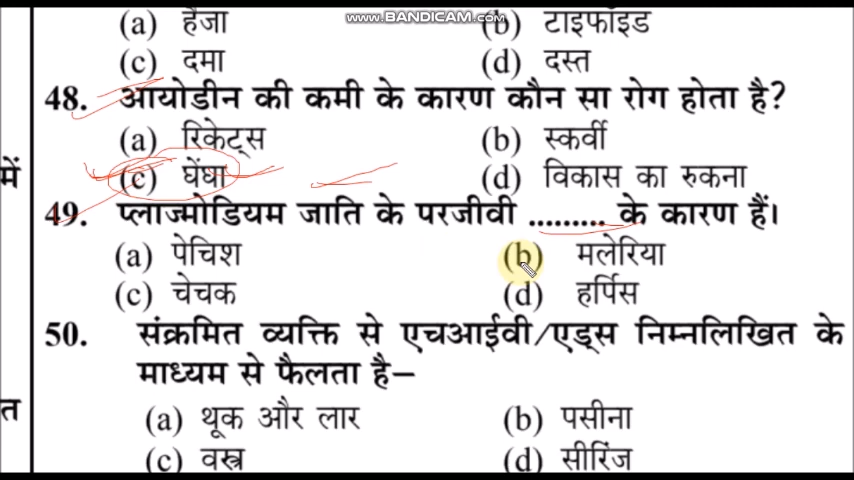 www.BANDICAM.com
(a) हैजा (b) टाइफॉइड
(c) दमा (d) दस्त
48. आयोडीन की कमी के कारण कौन सा रोग होता है?
(a) रिकेट्स (b) स्कर्वी
में (c) घेंघा (d) विकास का रुकना
49. प्लाज्मोडियम जाति के परजीवी ......... के कारण हैं।
(a) पेचिश (b) मलेरिया
(c) चेचक (d) हर्पिस
50. संक्रमित व्यक्ति से एचआईवी/एड्स निम्नलिखित के
माध्यम से फैलता है–
त (a) थूक और लार (b) पसीना
(c) वस्त्र (d) सीरिंज